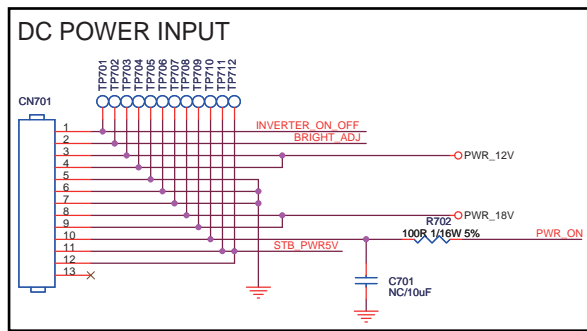 DC POWER INPUT
TP701
TP702
TP703
TP704
TP705
TP706
TP707
TP708
TP709
TP710
TP711
TP712
CN701
1
INVERTER_ON_OFF
2
BRIGHT_ADJ
3
PWR_12V
4
5
6
7
8
PWR_18V
9
R702
10
100R 1/16W 5%
PWR_ON
11
STB_PWR5V
12
13
C701
NC/10uF